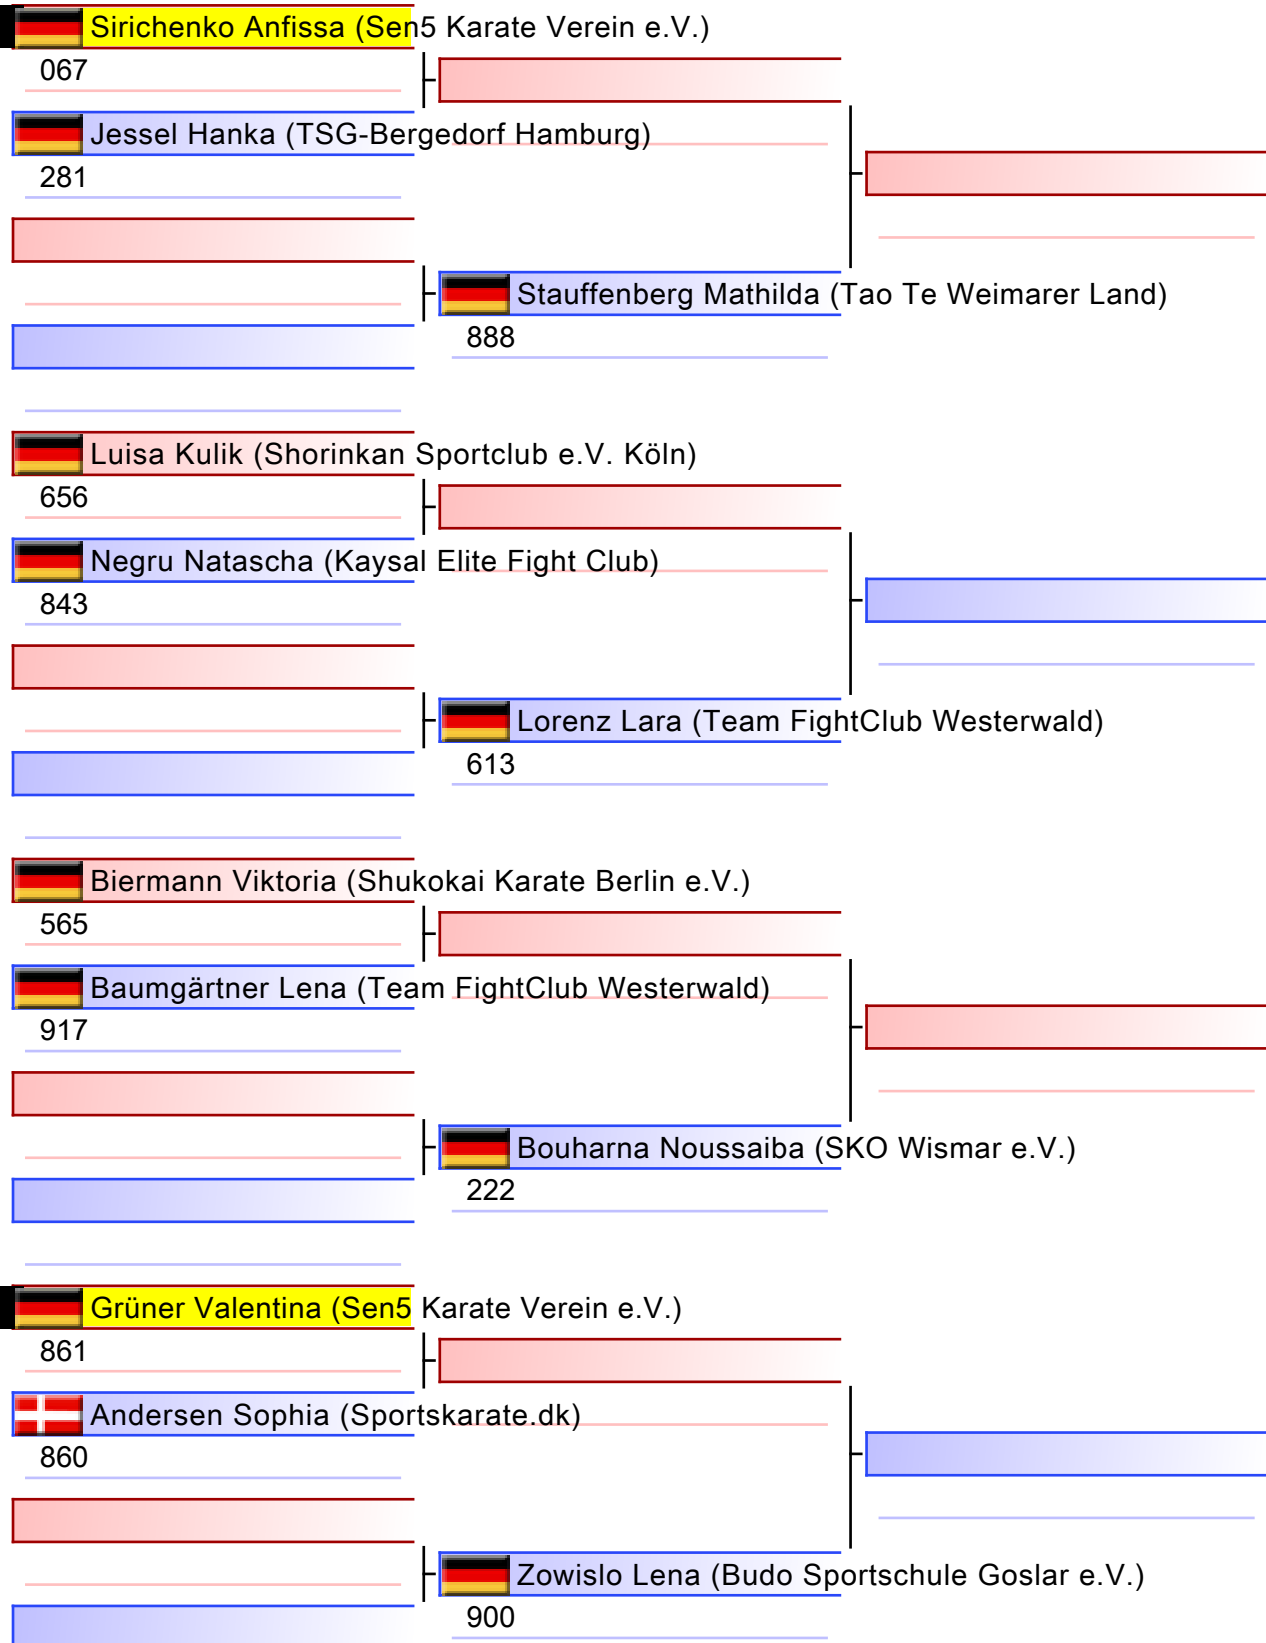 Sirichenko Anfissa (Sen5 Karate Verein e.V.)
067
Jessel Hanka (TSG-Bergedorf Hamburg)
281
Stauffenberg Mathilda (Tao Te Weimarer Land)
888
Luisa Kulik (Shorinkan Sportclub e.V. Köln)
656
Negru Natascha (Kaysal Elite Fight Club)
843
Lorenz Lara (Team FightClub Westerwald)
613
Biermann Viktoria (Shukokai Karate Berlin e.V.)
565
Baumgärtner Lena (Team FightClub Westerwald)
917
Bouharna Noussaiba (SKO Wismar e.V.)
222
Grüner Valentina (Sen5 Karate Verein e.V.)
861
Andersen Sophia (Sportskarate.dk)
860
Zowislo Lena (Budo Sportschule Goslar e.V.)
900